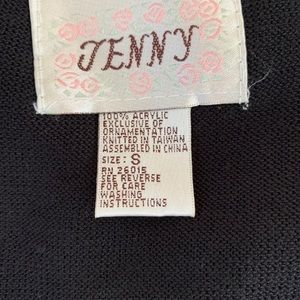 JENNY
100% ACRYLIC
EXCLUSIVE OF
ORNAMENTATION
KNITTED IN TAIWAN
ASSEMBLED IN CHINA
SIZE: S
RN 26015
SEE REVERSE
FOR CARE
WASHING
INSTRUCTIONS